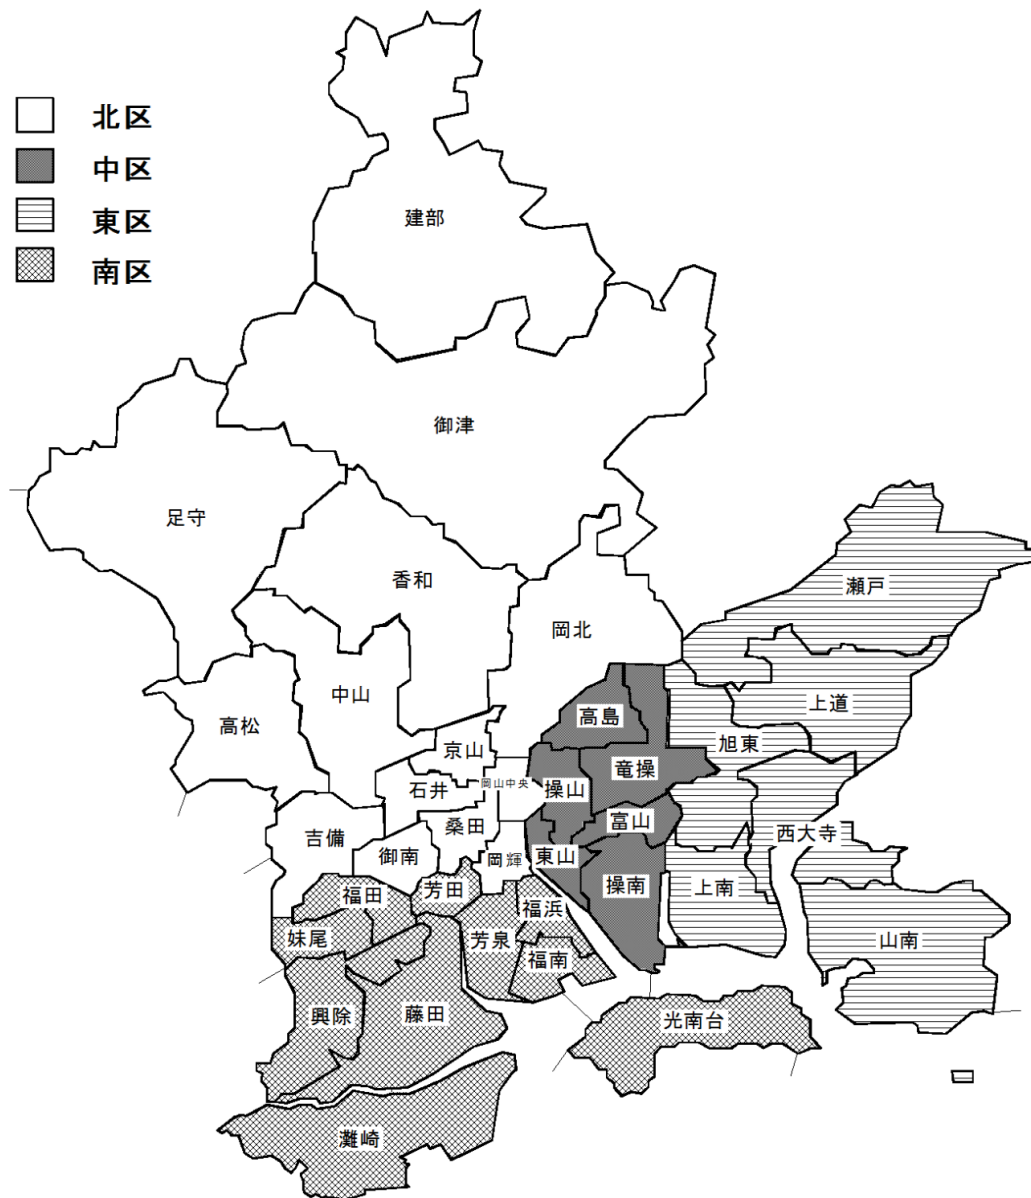 北区
中区
東区
南区
建部
御津
足守
香和
瀬戸
岡北
中山
上道
高松
高島
旭東
京山
竜操
岡山中央
石井
操山
富山
桑田
吉備
西大寺
御南
岡輝
東山
操南
上南
福田
芳田
福浜
妹尾
芳泉
山南
福南
興除
藤田
光南台
灘崎